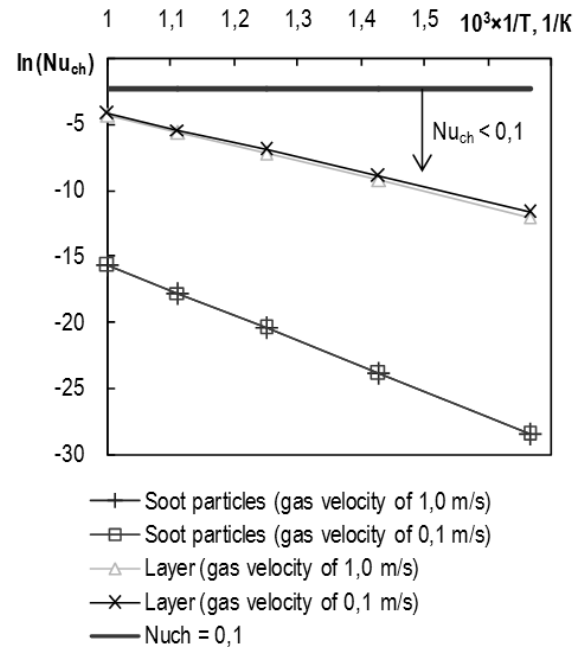 1 1,1 1,2 1,3 1,4 1,5 10³×1/T, 1/K
ln(Nu_ch)
-5
Nu_ch < 0,1
-10
-15
-20
-25
-30
Soot particles (gas velocity of 1,0 m/s)
Soot particles (gas velocity of 0,1 m/s)
Layer (gas velocity of 1,0 m/s)
Layer (gas velocity of 0,1 m/s)
Nuch = 0,1